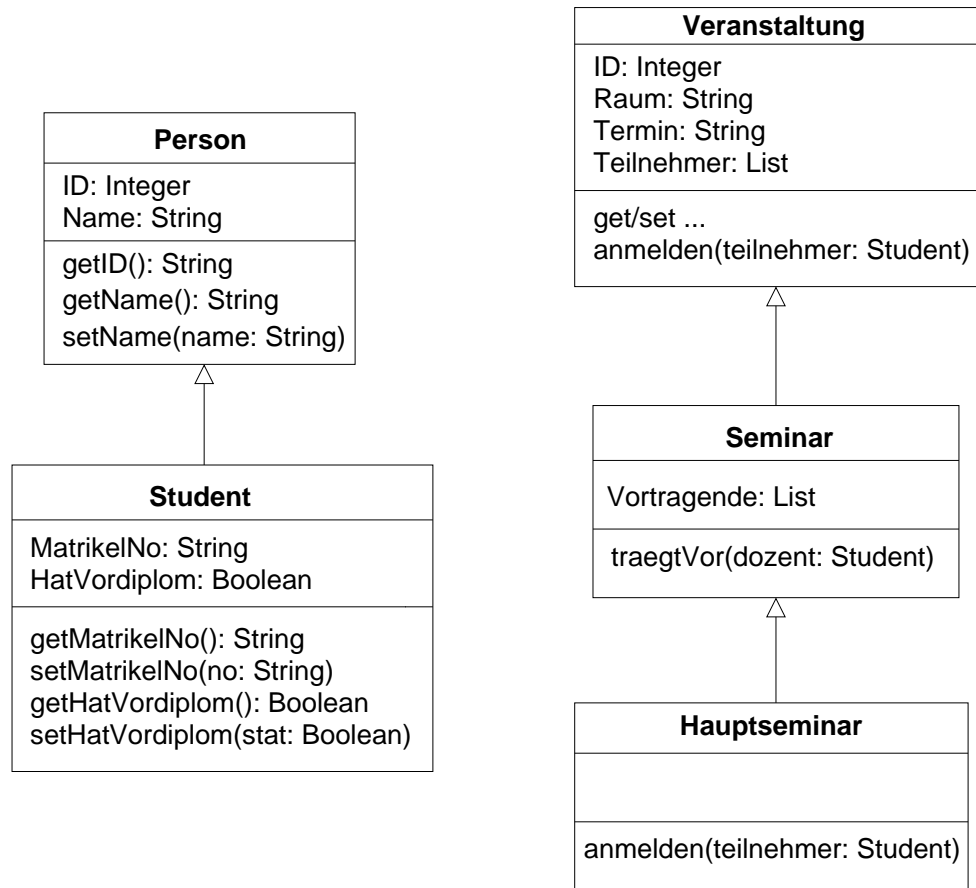 Person
ID: Integer
Name: String
getID(): String
getName(): String
setName(name: String)
Student
MatrikelNo: String
HatVordiplom: Boolean
getMatrikelNo(): String
setMatrikelNo(no: String)
getHatVordiplom(): Boolean
setHatVordiplom(stat: Boolean)
Veranstaltung
ID: Integer
Raum: String
Termin: String
Teilnehmer: List
get/set ...
anmelden(teilnehmer: Student)
Seminar
Vortragende: List
traegtVor(dozent: Student)
Hauptseminar
anmelden(teilnehmer: Student)